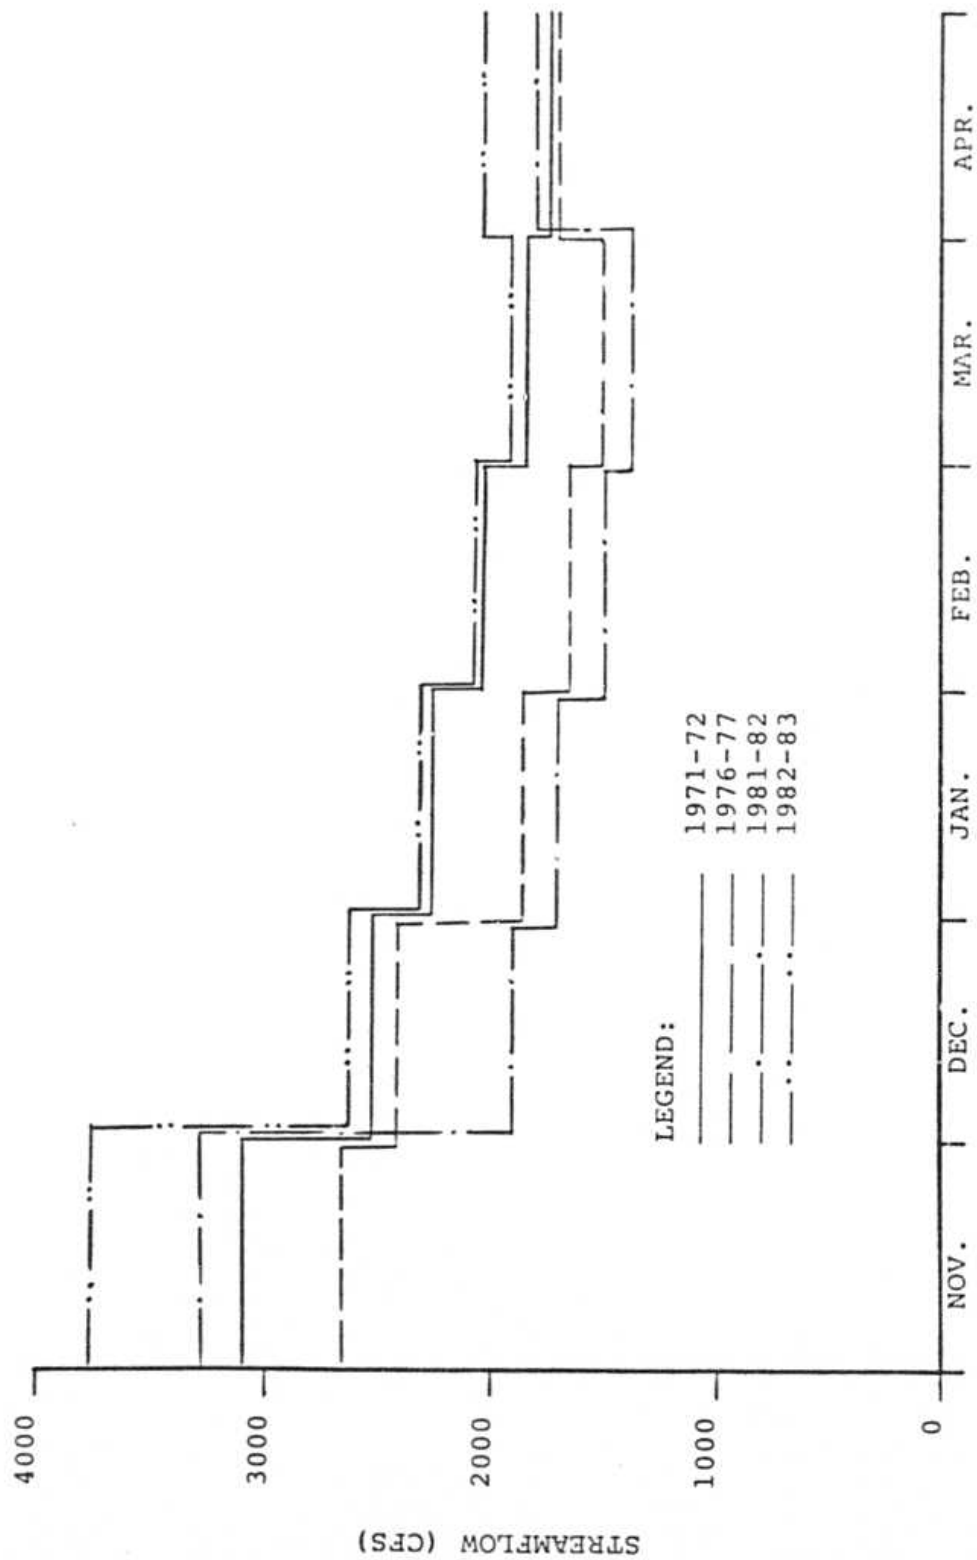 4000
3000
2000
1000
0
STREAMFLOW (CFS)
NOV.
DEC.
JAN.
FEB.
MAR.
APR.
LEGEND:
1971-72
1976-77
1981-82
1982-83